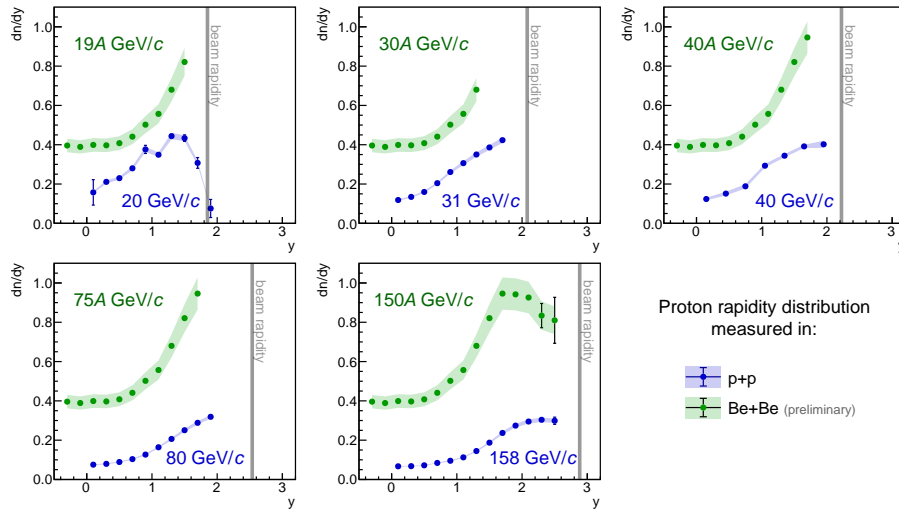 dn/dy
1.0
0.8
0.6
0.4
0.2
0.0
19A GeV/c
20 GeV/c
beam rapidity
0 1 2 3
y
dn/dy
1.0
0.8
0.6
0.4
0.2
0.0
30A GeV/c
31 GeV/c
beam rapidity
0 1 2 3
y
dn/dy
1.0
0.8
0.6
0.4
0.2
0.0
40A GeV/c
40 GeV/c
beam rapidity
0 1 2 3
y
dn/dy
1.0
0.8
0.6
0.4
0.2
0.0
75A GeV/c
80 GeV/c
beam rapidity
0 1 2 3
y
dn/dy
1.0
0.8
0.6
0.4
0.2
0.0
150A GeV/c
158 GeV/c
beam rapidity
0 1 2 3
y
Proton rapidity distribution
measured in:
p+p
Be+Be (preliminary)